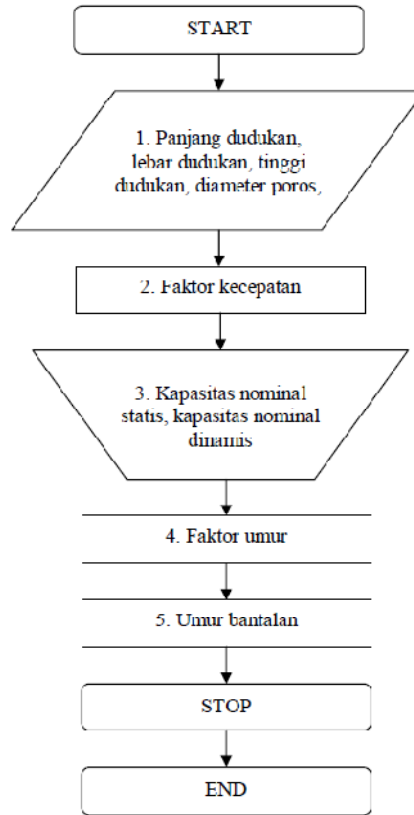 START
1. Panjang dudukan,
lebar dudukan, tinggi
dudukan, diameter poros,
2. Faktor kecepatan
3. Kapasitas nominal
statis, kapasitas nominal
dinamis
4. Faktor umur
5. Umur bantalan
STOP
END